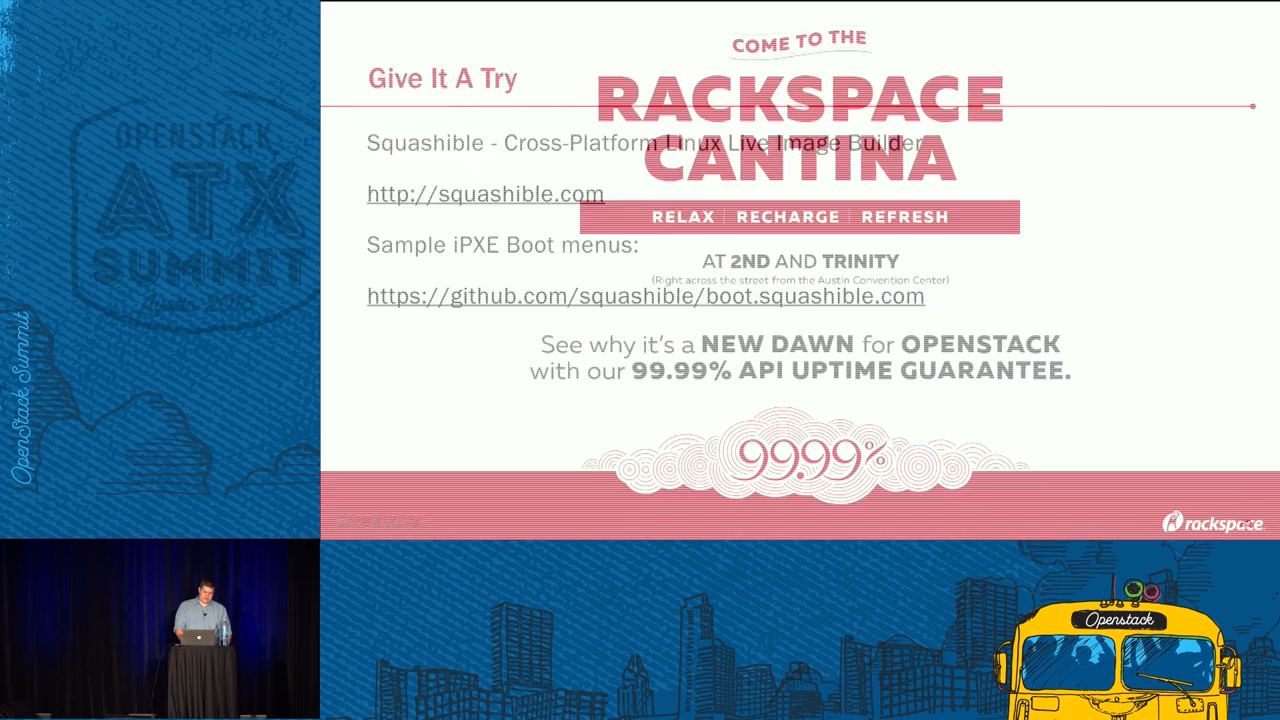 OPENSTACK
ATX
SUMMIT
OpenStack Summit
Give It A Try
Squashible - Cross-Platform Linux Live Image Builder
http://squashible.com
Sample iPXE Boot menus:
https://github.com/squashible/boot.squashible.com
COME TO THE
RACKSPACE
CANTINA
RELAX | RECHARGE | REFRESH
AT 2ND AND TRINITY
(Right across the street from the Austin Convention Center)
See why it's a NEW DAWN for OPENSTACK
with our 99.99% API UPTIME GUARANTEE.
99.99%
rackspace
Openstack